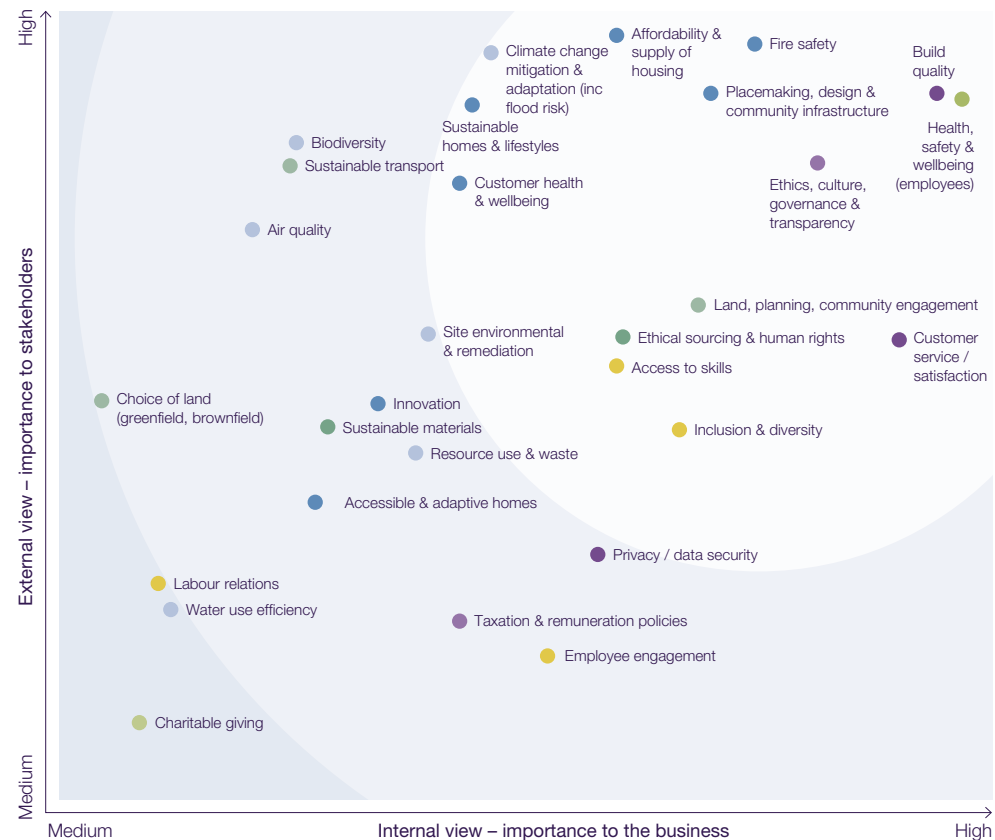 High
External view – importance to stakeholders
Medium
Climate change
mitigation &
adaptation (inc
flood risk)
Affordability &
supply of
housing
Fire safety
Build
quality
Sustainable
homes & lifestyles
Placemaking, design &
community infrastructure
Health,
safety &
wellbeing
(employees)
Biodiversity
Sustainable transport
Customer health
& wellbeing
Ethics, culture,
governance &
transparency
Air quality
Land, planning, community engagement
Site environmental
& remediation
Ethical sourcing & human rights
Customer
service /
satisfaction
Access to skills
Choice of land
(greenfield, brownfield)
Innovation
Sustainable materials
Inclusion & diversity
Resource use & waste
Accessible & adaptive homes
Privacy / data security
Labour relations
Water use efficiency
Taxation & remuneration policies
Employee engagement
Charitable giving
Medium
Internal view – importance to the business
High